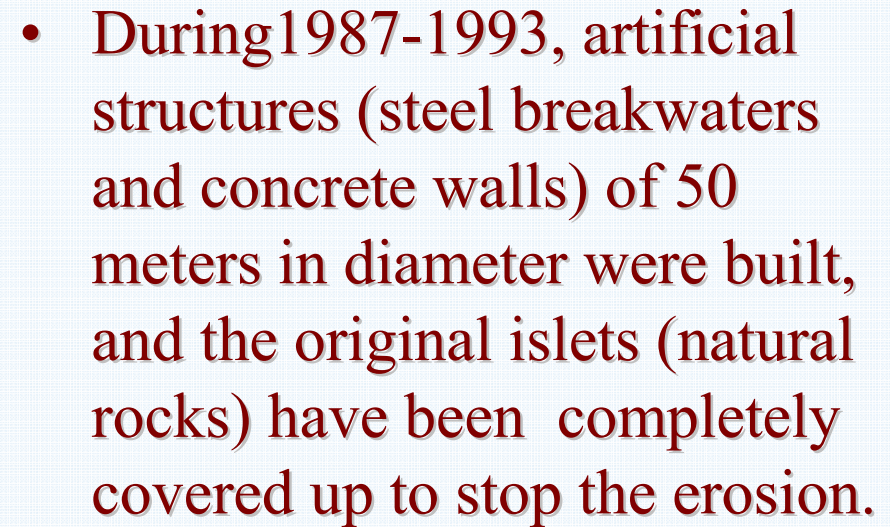 • During1987-1993, artificial
structures (steel breakwaters
and concrete walls) of 50
meters in diameter were built,
and the original islets (natural
rocks) have been  completely
covered up to stop the erosion.